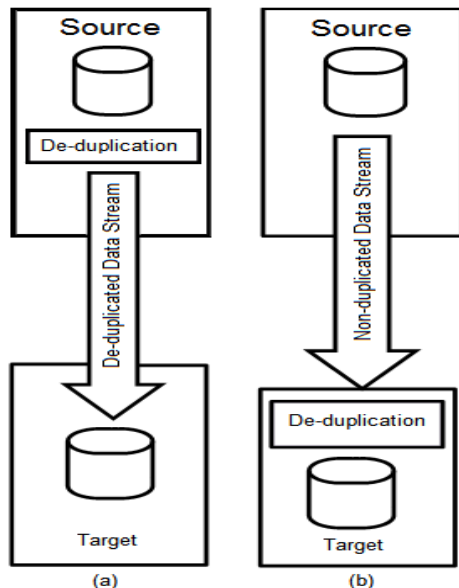 Source
De-duplication
De-duplicated Data Stream
Target
(a)
Source
Non-duplicated Data Stream
De-duplication
Target
(b)